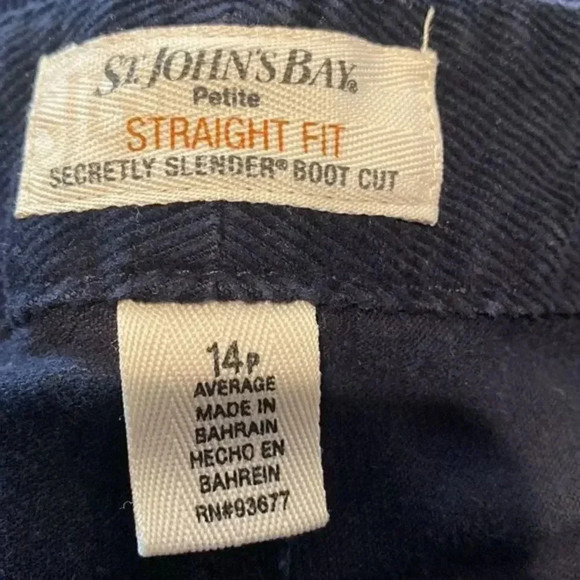 ST. JOHN'S BAY®
Petite
STRAIGHT FIT
SECRETLY SLENDER® BOOT CUT
14P
AVERAGE
MADE IN
BAHRAIN
HECHO EN
BAHREIN
RN#93677